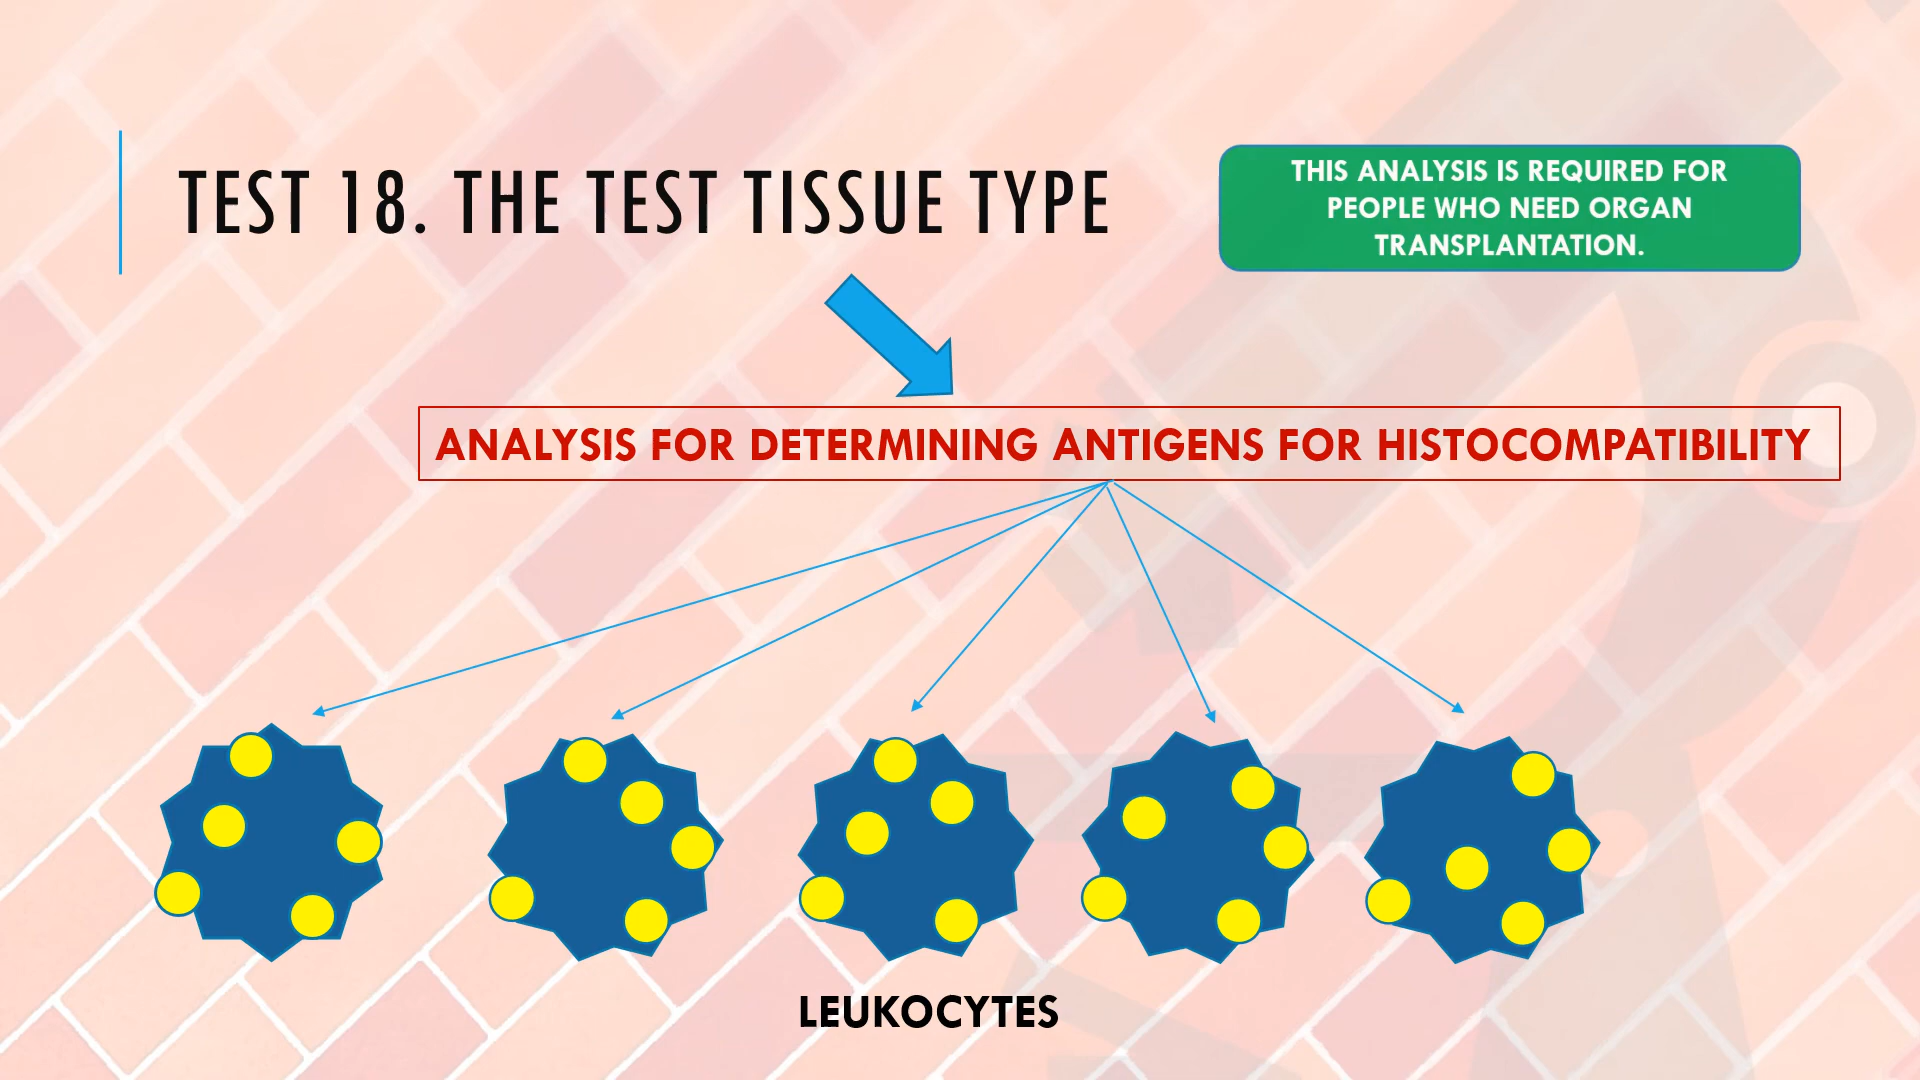 TEST 18. THE TEST TISSUE TYPE
THIS ANALYSIS IS REQUIRED FOR
PEOPLE WHO NEED ORGAN
TRANSPLANTATION.
ANALYSIS FOR DETERMINING ANTIGENS FOR HISTOCOMPATIBILITY
LEUKOCYTES